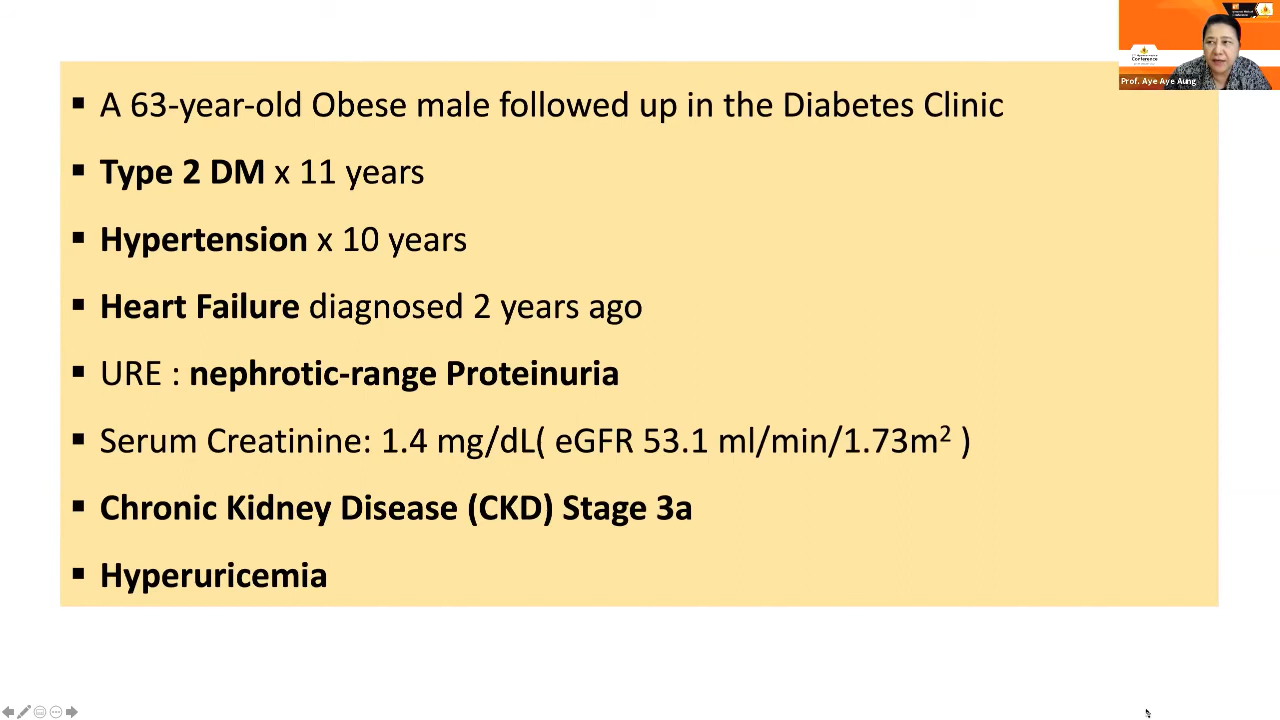 ▪ A 63-year-old Obese male followed up in the Diabetes Clinic
▪ Type 2 DM x 11 years
▪ Hypertension x 10 years
▪ Heart Failure diagnosed 2 years ago
▪ URE : nephrotic-range Proteinuria
▪ Serum Creatinine: 1.4 mg/dL( eGFR 53.1 ml/min/1.73m² )
▪ Chronic Kidney Disease (CKD) Stage 3a
▪ Hyperuricemia
Conference
Prof. Aye Aye Aung